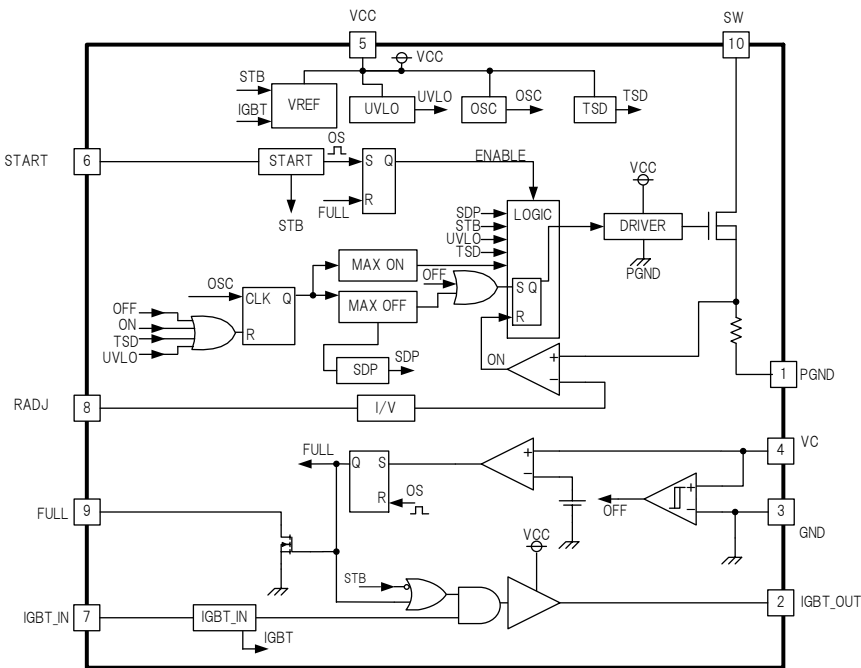 VCC
SW
5
10
VCC
STB
IGBT
VREF
UVLO
UVLO
OSC
OSC
TSD
TSD
START
6
START
OS
S Q
R
ENABLE
STB
FULL
VCC
SDP
STB
UVLO
TSD
LOGIC
DRIVER
PGND
MAX ON
OFF
OSC
CLK Q
R
MAX OFF
S Q
R
OFF
ON
TSD
UVLO
SDP
SDP
ON
+
−
1
PGND
RADJ
8
I/V
FULL
Q S
R
OS
+
−
4
VC
OFF
+
−
3
GND
FULL
9
VCC
STB
2
IGBT_OUT
IGBT_IN
7
IGBT_IN
IGBT